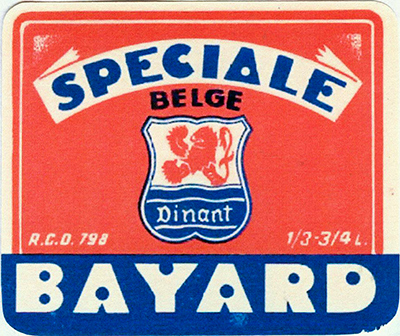 SPECIALE
BELGE
Dinant
R.C.D. 798
1/3-3/4 L.
BAYARD